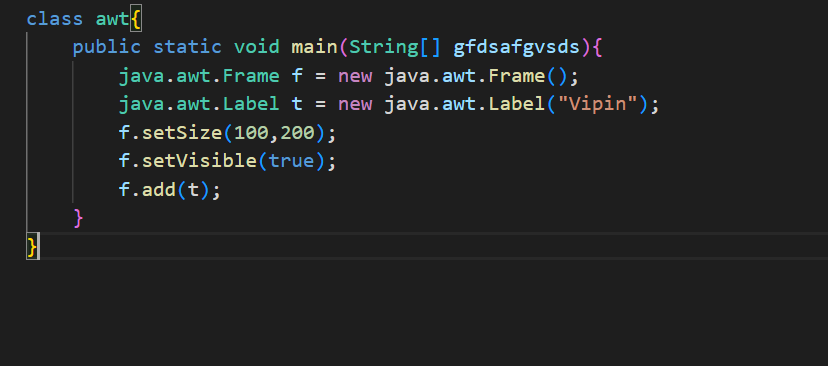 class awt{
    public static void main(String[] gfdsafgvsds){
        java.awt.Frame f = new java.awt.Frame();
        java.awt.Label t = new java.awt.Label("Vipin");
        f.setSize(100,200);
        f.setVisible(true);
        f.add(t);
    }
}